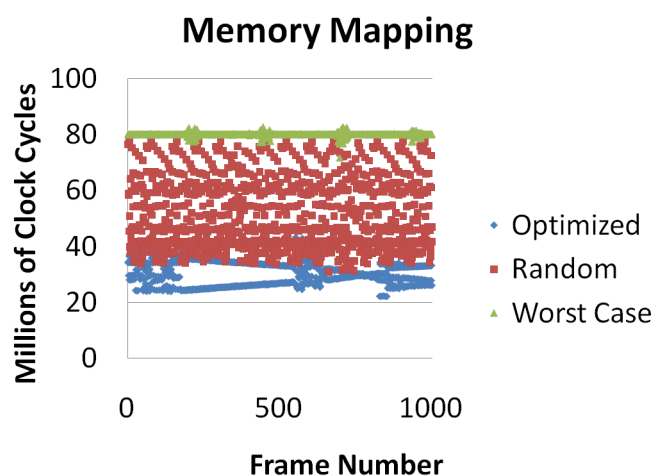 Memory Mapping
Millions of Clock Cycles
100
80
60
40
20
0
0
500
1000
Frame Number
Optimized
Random
Worst Case